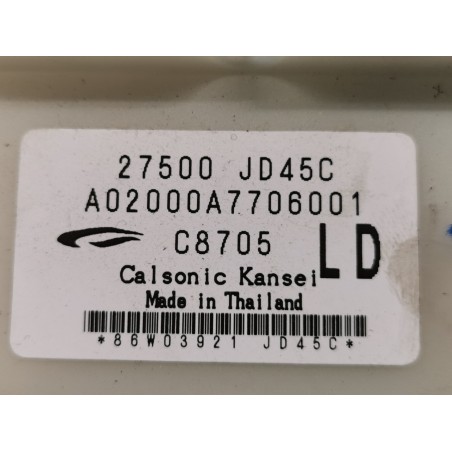 27500 JD45C
A02000A7706001
C8705 LD
Calsonic Kansei
Made in Thailand
*86W03921 JD45C*